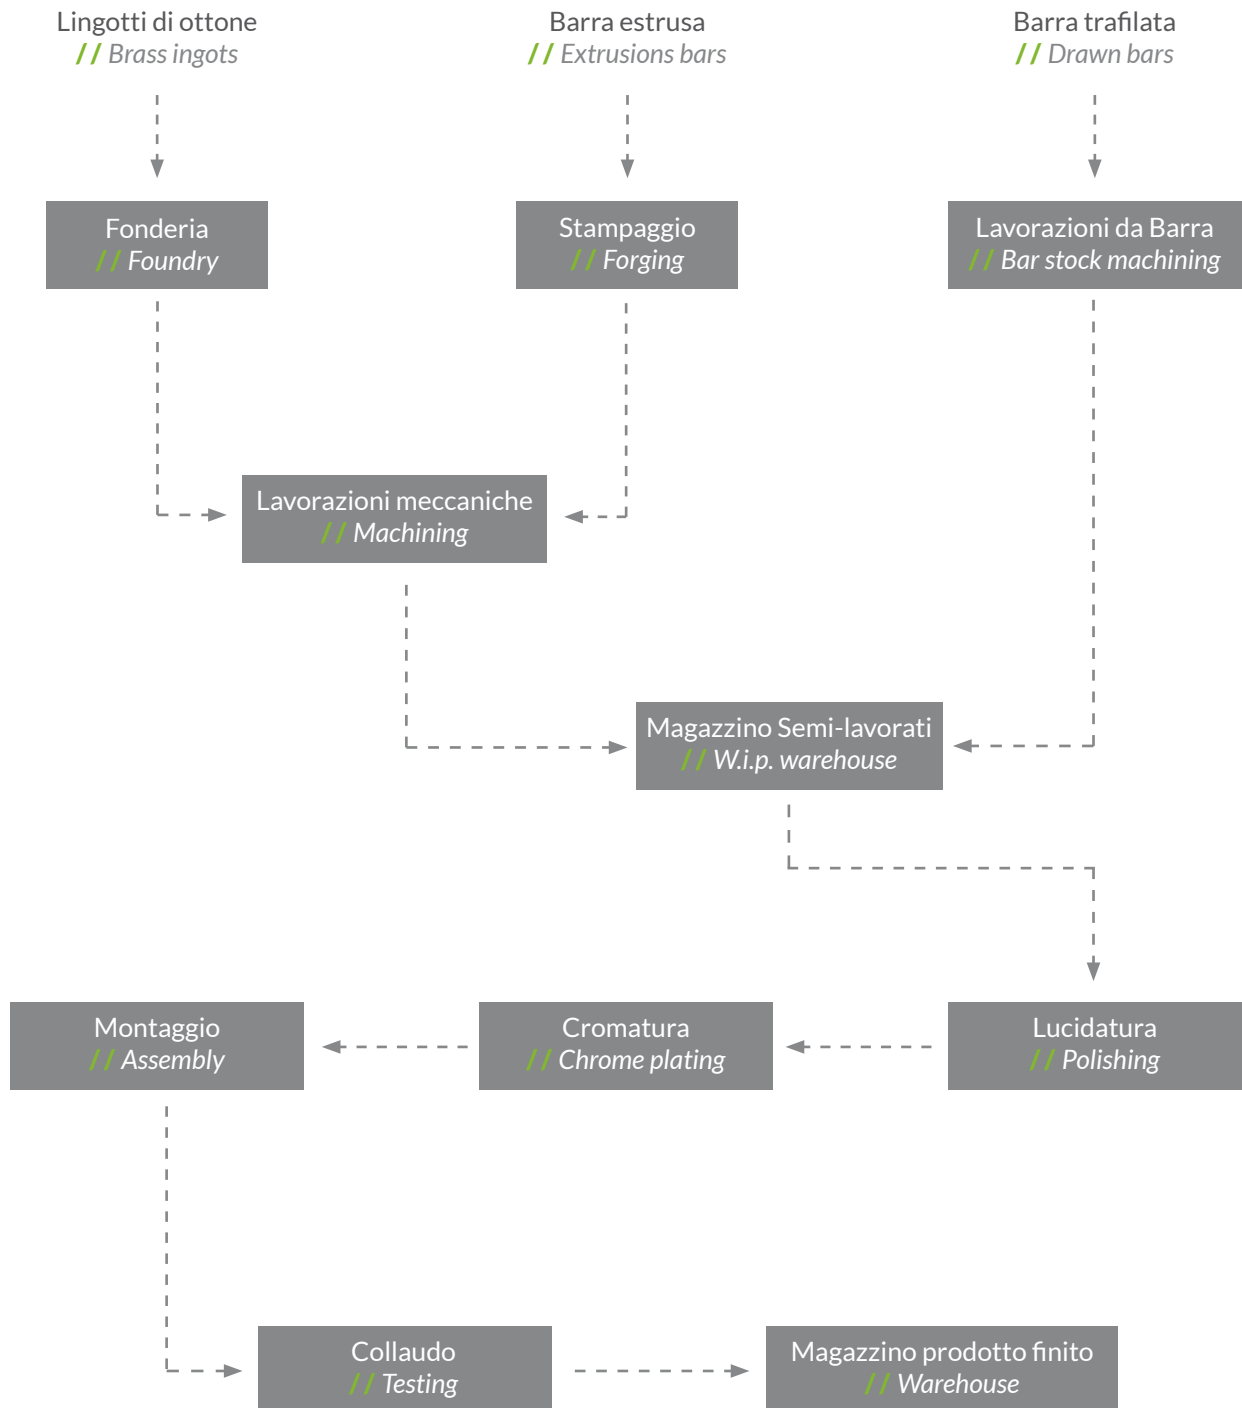 Lingotti di ottone
// Brass ingots
Barra estrusa
// Extrusions bars
Barra trafilata
// Drawn bars
Fonderia
// Foundry
Stampaggio
// Forging
Lavorazioni da Barra
// Bar stock machining
Lavorazioni meccaniche
// Machining
Magazzino Semi-lavorati
// W.i.p. warehouse
Montaggio
// Assembly
Cromatura
// Chrome plating
Lucidatura
// Polishing
Collaudo
// Testing
Magazzino prodotto finito
// Warehouse